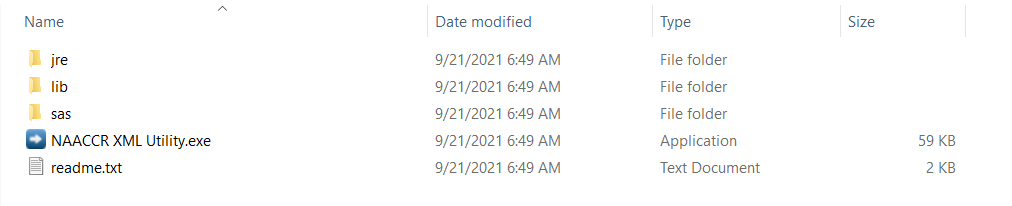 Name Date modified Type Size
jre 9/21/2021 6:49 AM File folder
lib 9/21/2021 6:49 AM File folder
sas 9/21/2021 6:49 AM File folder
NAACCR XML Utility.exe 9/21/2021 6:49 AM Application 59 KB
readme.txt 9/21/2021 6:49 AM Text Document 2 KB